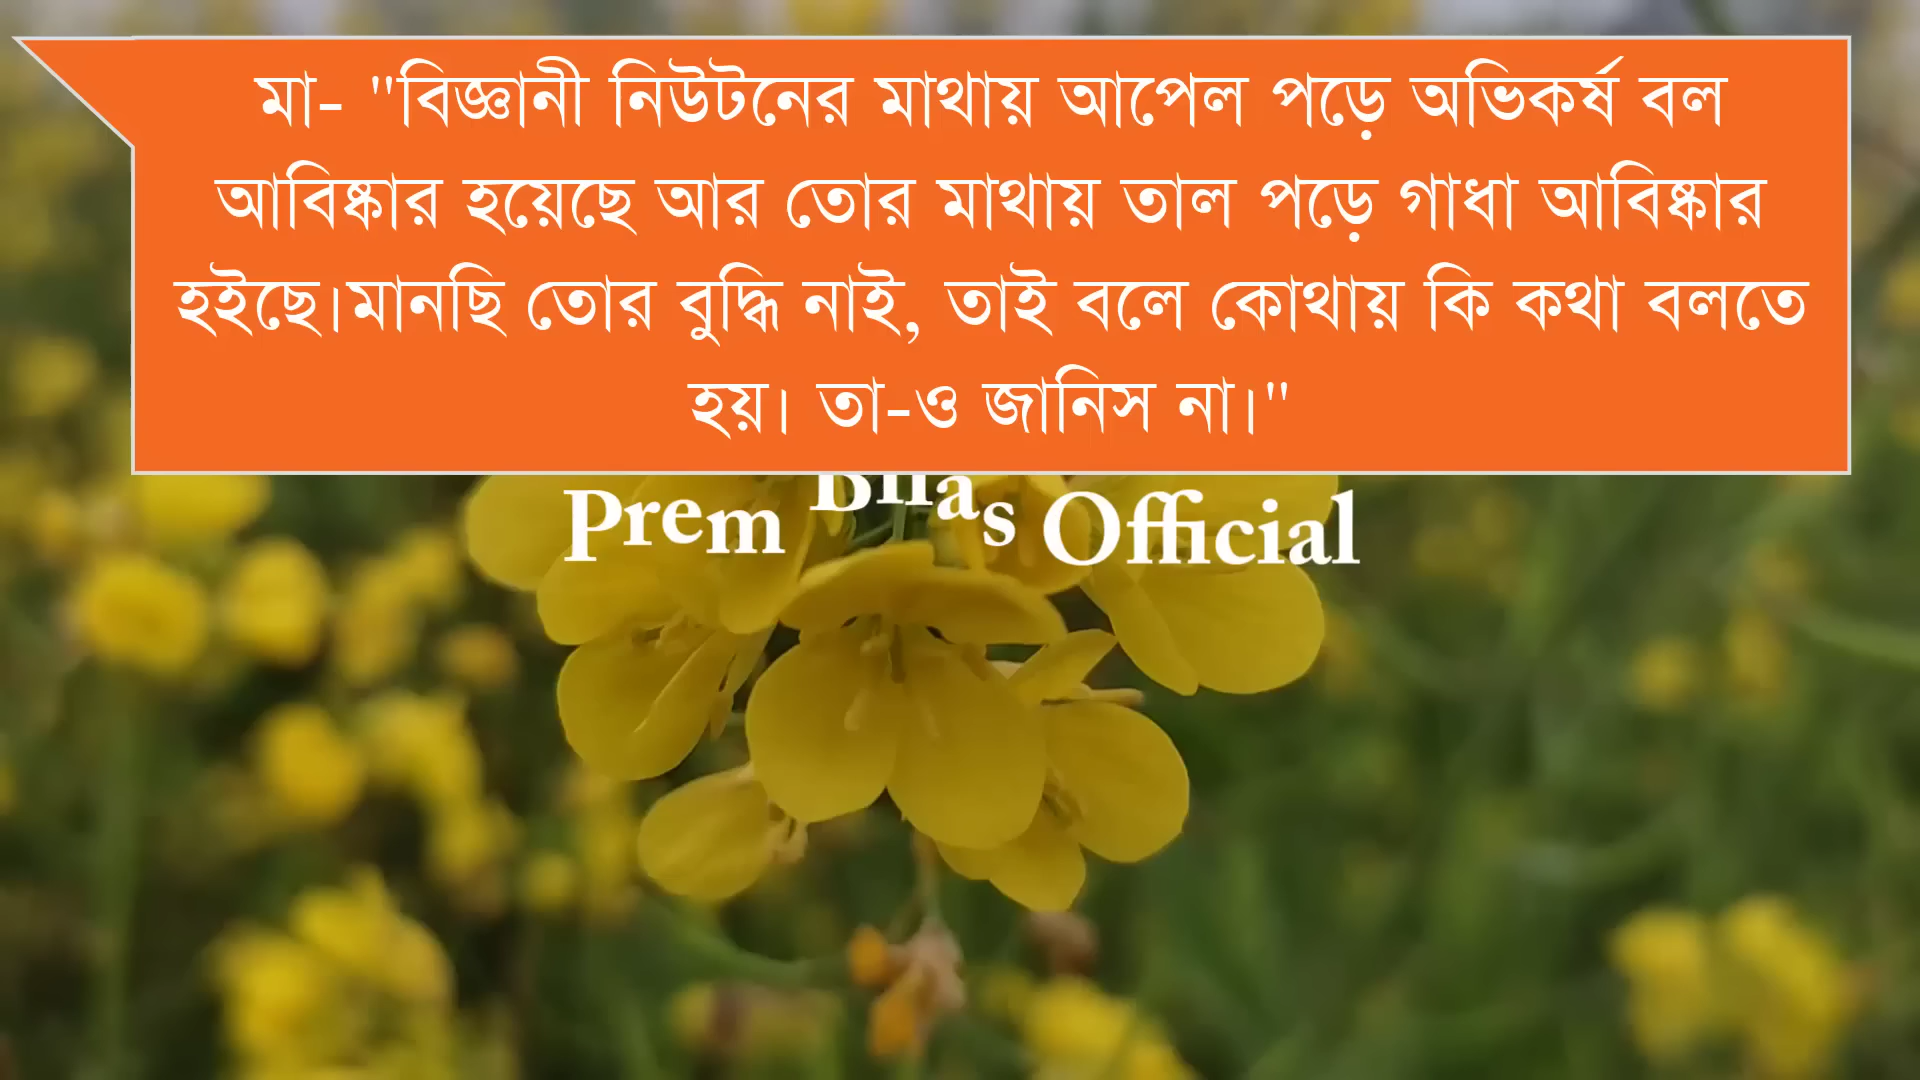 মা- "বিজ্ঞানী নিউটনের মাথায় আপেল পড়ে অভিকর্ষ বল
আবিষ্কার হয়েছে আর তোর মাথায় তাল পড়ে গাধা আবিষ্কার
হইছে।মানছি তোর বুদ্ধি নাই, তাই বলে কোথায় কি কথা বলতে
হয়। তা-ও জানিস না।"
Prem Bilas Official